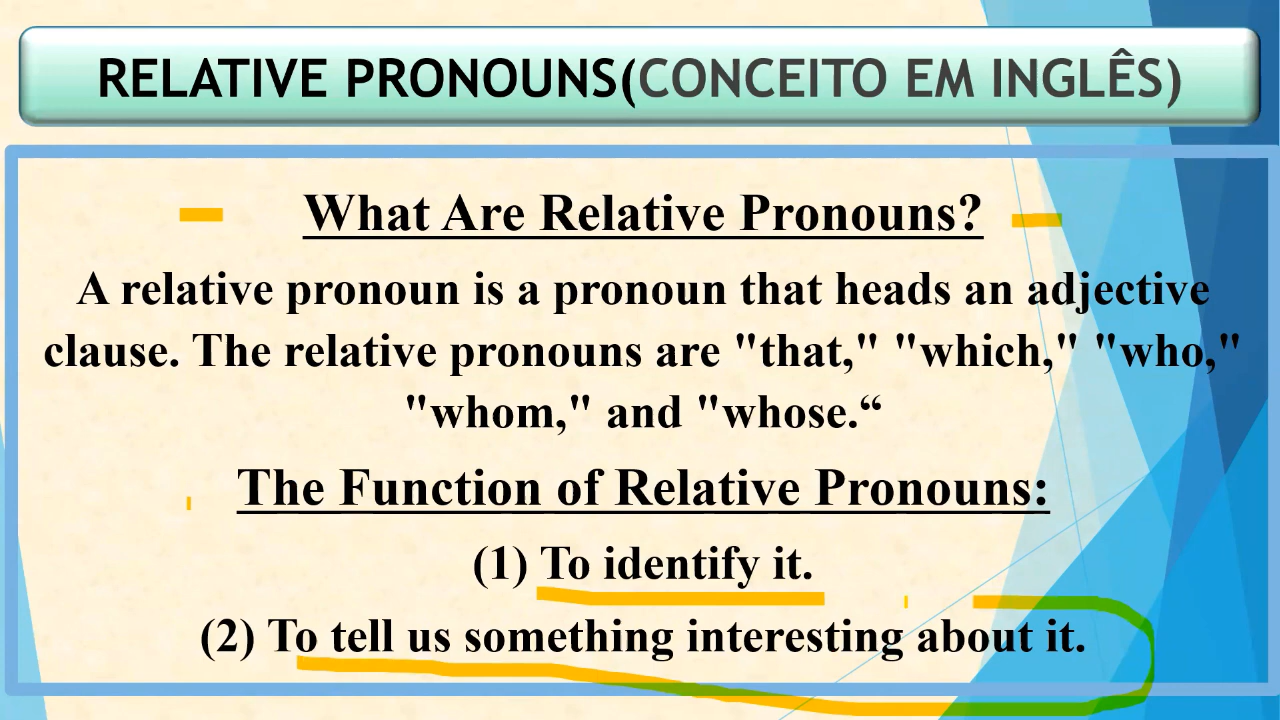 RELATIVE PRONOUNS(CONCEITO EM INGLÊS)
What Are Relative Pronouns?
A relative pronoun is a pronoun that heads an adjective
clause. The relative pronouns are "that," "which," "who,"
"whom," and "whose.“
The Function of Relative Pronouns:
(1) To identify it.
(2) To tell us something interesting about it.